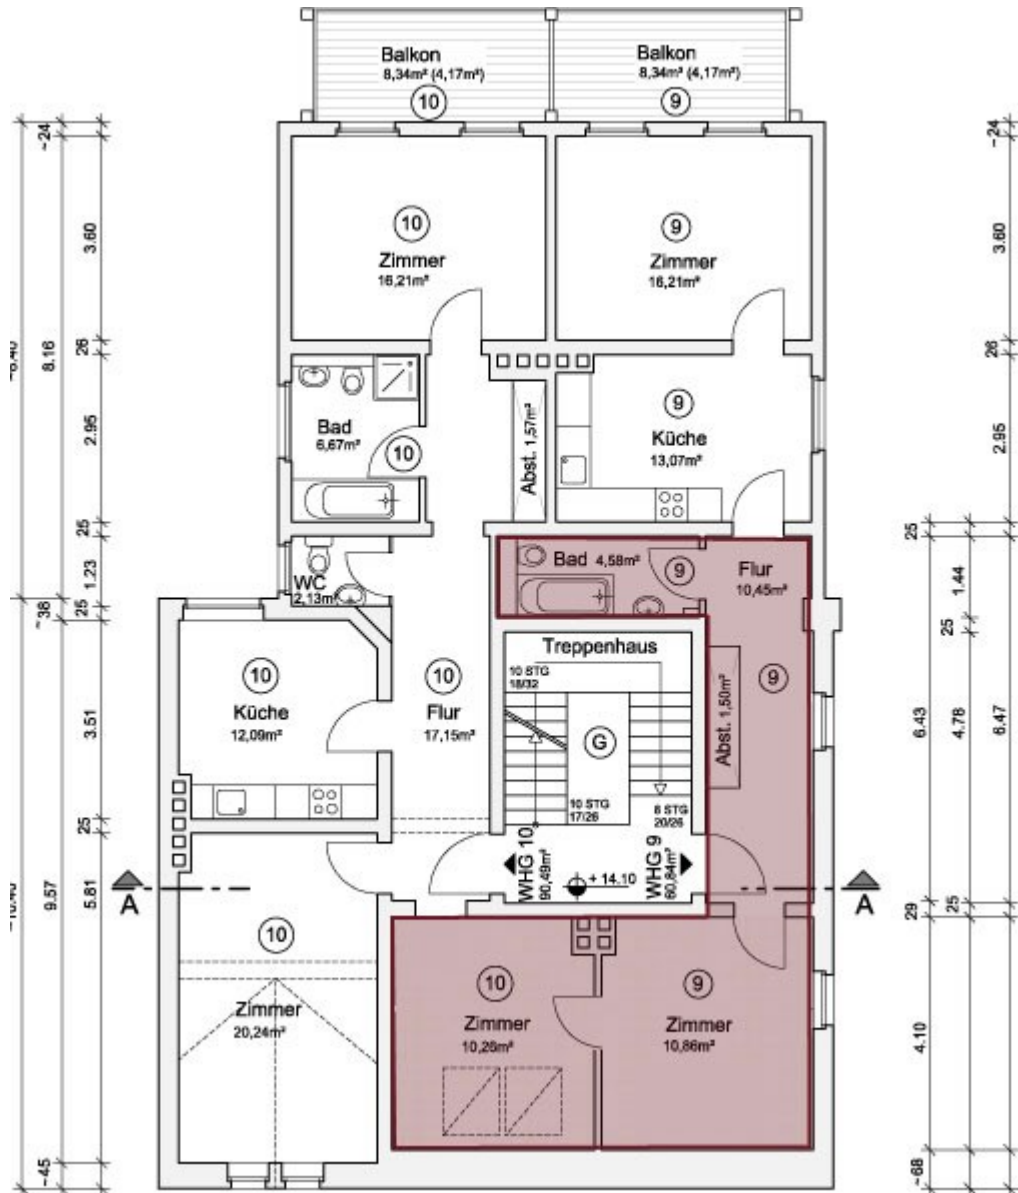 Balkon
8,34m² (4,17m²)
10
Balkon
8,34m² (4,17m²)
9
~24
3.60
8.16
26
2.95
25
1.23
25
~38
3.51
25
9.57
5.81
~45
10
Zimmer
16,21m²
9
Zimmer
16,21m²
Bad
6,67m²
10
Abst. 1,57m²
9
Küche
13,07m²
WC
2,13m²
Bad 4,58m²
9
Flur
10,45m²
10
Küche
12,09m²
10
Flur
17,15m²
Treppenhaus
10 STG
18/32
G
10 STG
17/26
8 STG
20/26
Abst. 1,50m²
9
WHG 10
90,49m²
+ 14.10
WHG 9
60,84m²
A
A
10
Zimmer
20,24m²
10
Zimmer
10,26m²
9
Zimmer
10,86m²
~24
3.60
26
2.95
25
1.44
25
6.43
4.78
6.47
29
25
4.10
~68